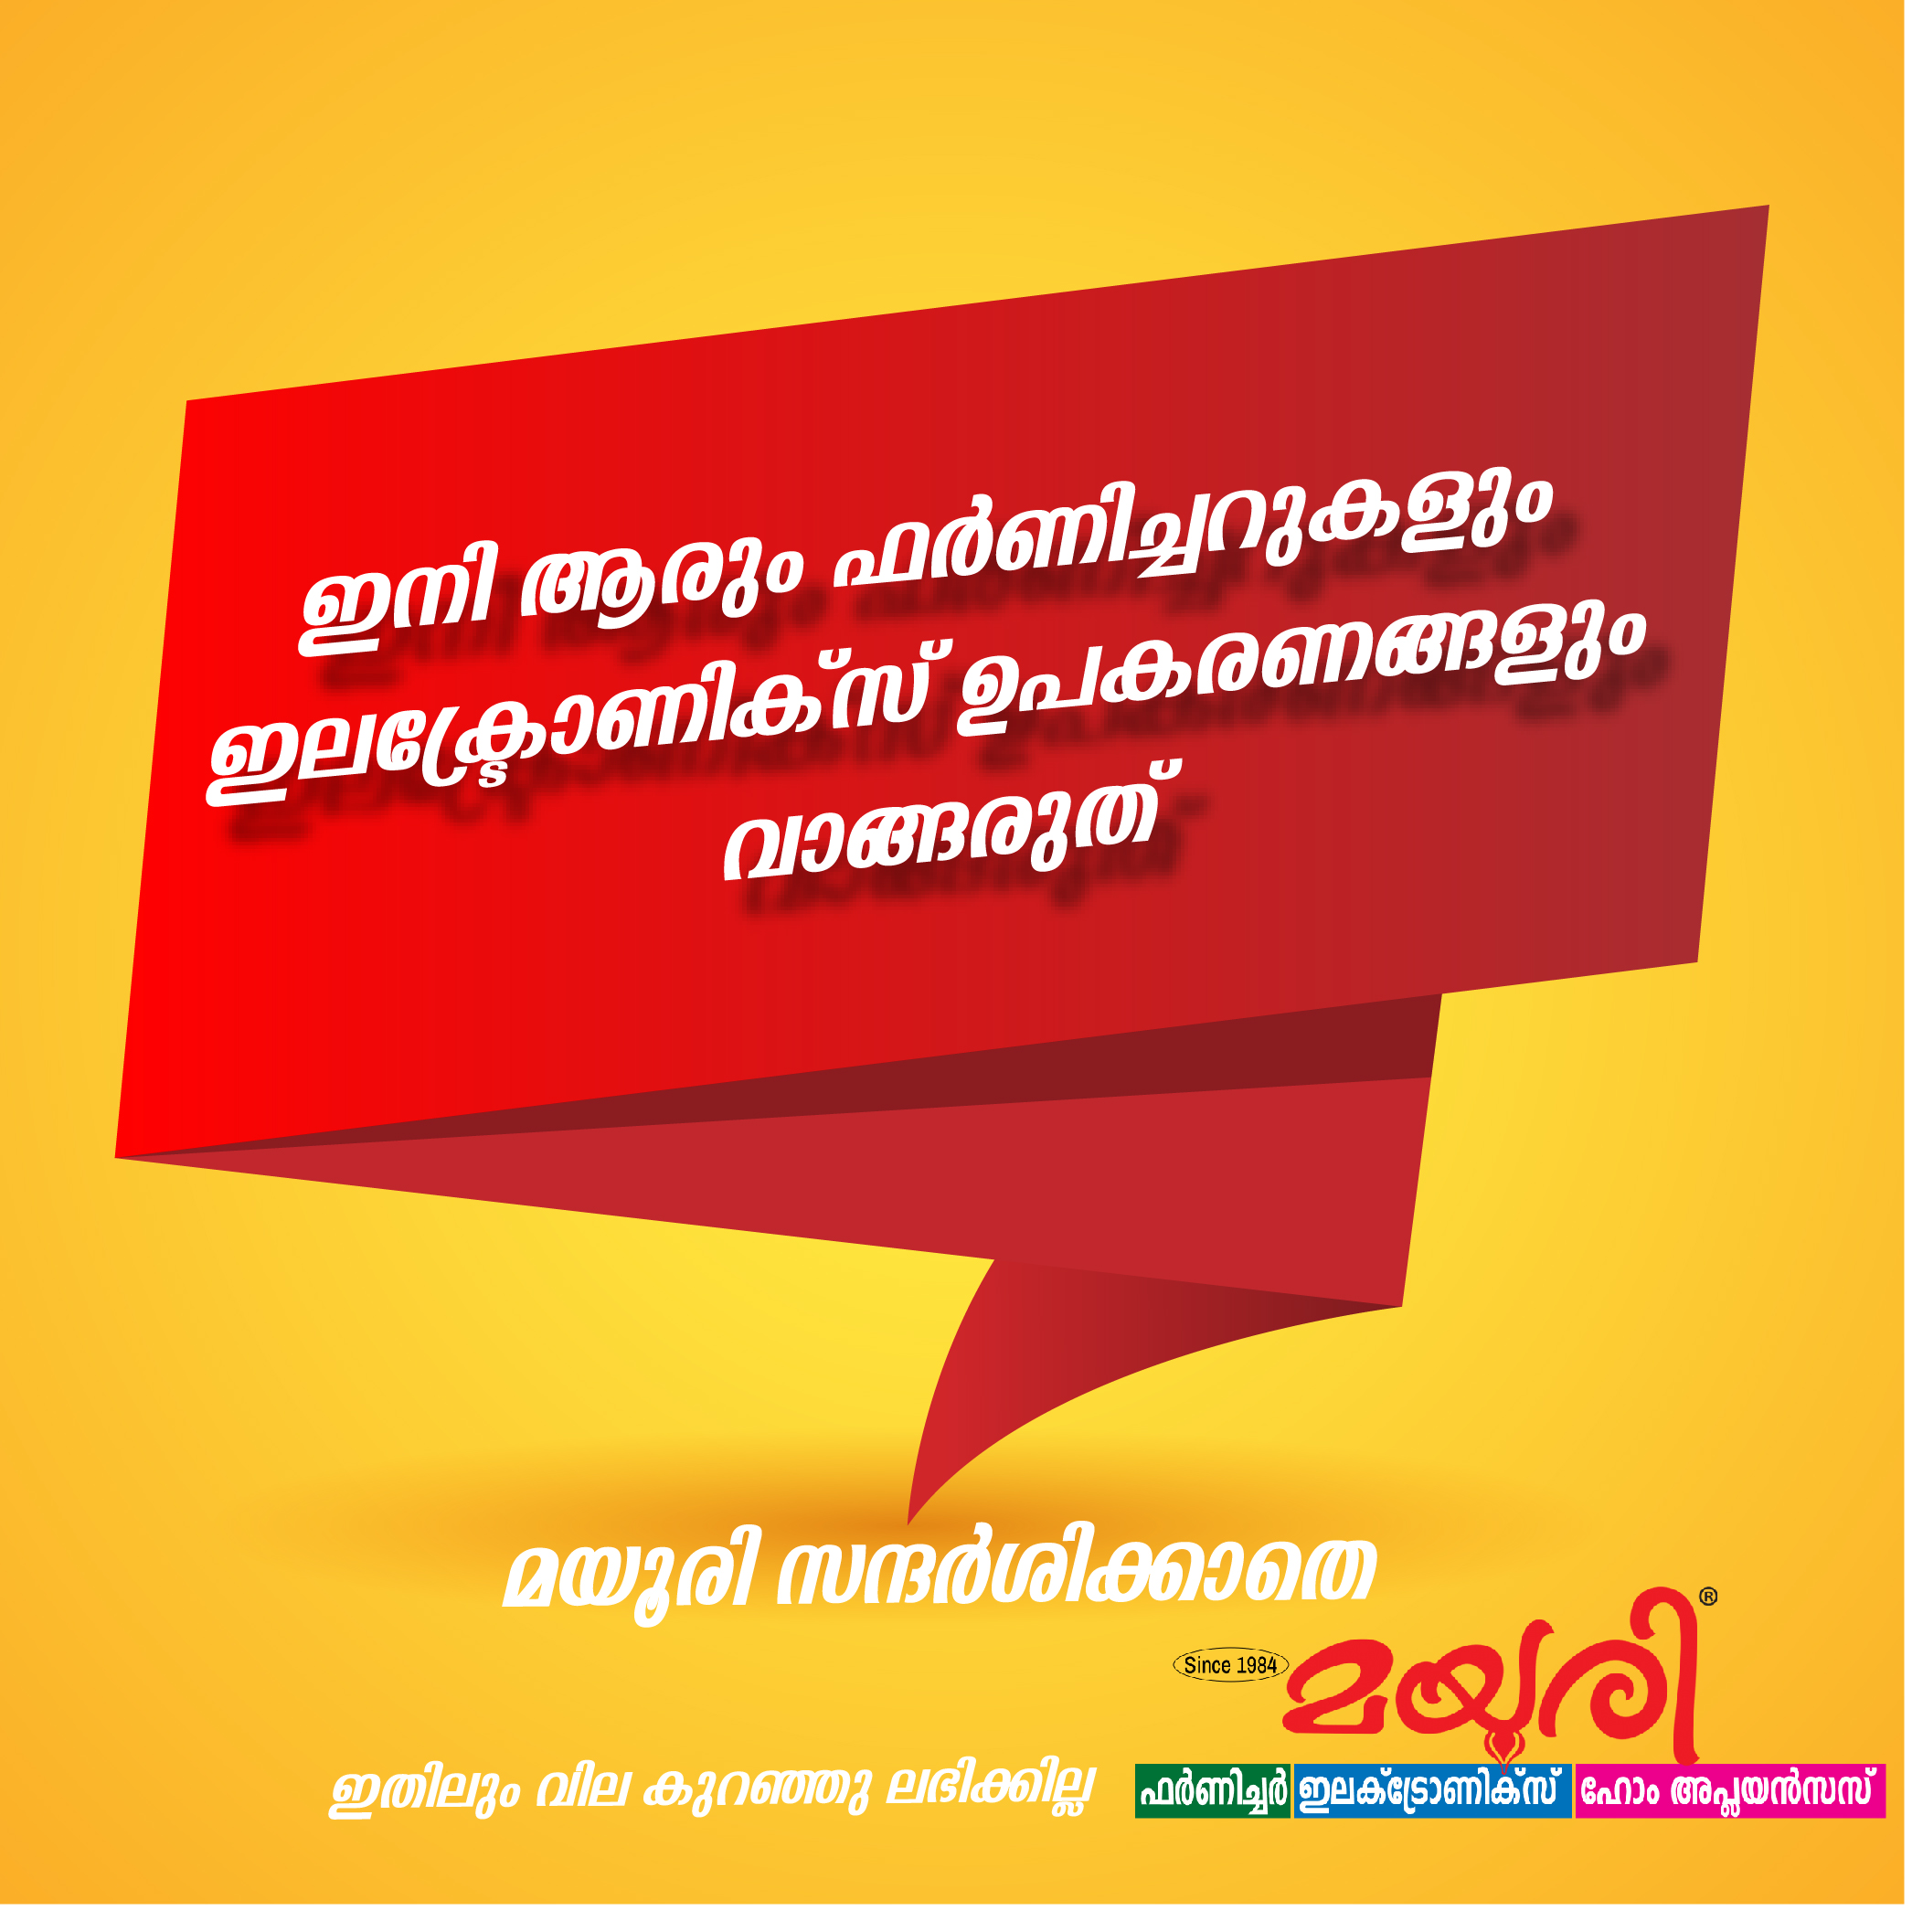 ഇനി ആരും ഫർണിച്ചറുകളും
ഇലക്ട്രോണിക്സ് ഉപകരണങ്ങളും
വാങ്ങരുത്
മയൂരി സന്ദർശിക്കാതെ
Since 1984
മയൂരി ®
ഇതിലും വില കുറഞ്ഞു ലഭിക്കില്ല
ഫർണിച്ചർ ഇലക്ട്രോണിക്സ് ഹോം അപ്ലയൻസസ്